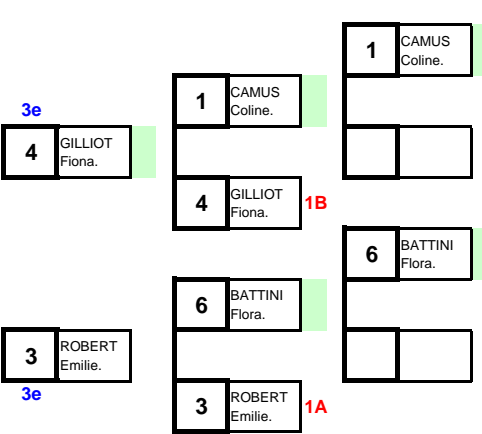 1
CAMUS
Coline.
1
CAMUS
Coline.
3e
4
GILLIOT
Fiona.
4
GILLIOT
Fiona.
1B
6
BATTINI
Flora.
6
BATTINI
Flora.
3
ROBERT
Emilie.
3e
3
ROBERT
Emilie.
1A